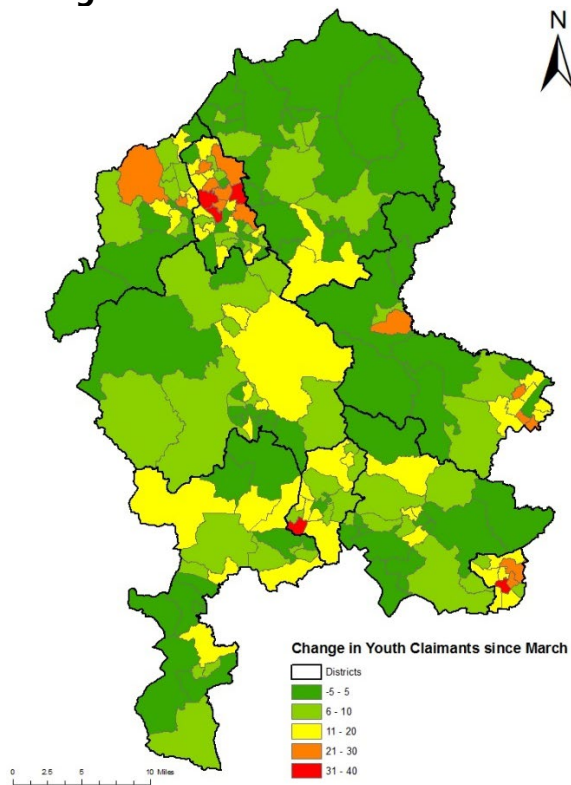 N
Change in Youth Claimants since March
Districts
-5 - 5
6 - 10
11 - 20
21 - 30
31 - 40
0 2.5 5 10 Miles